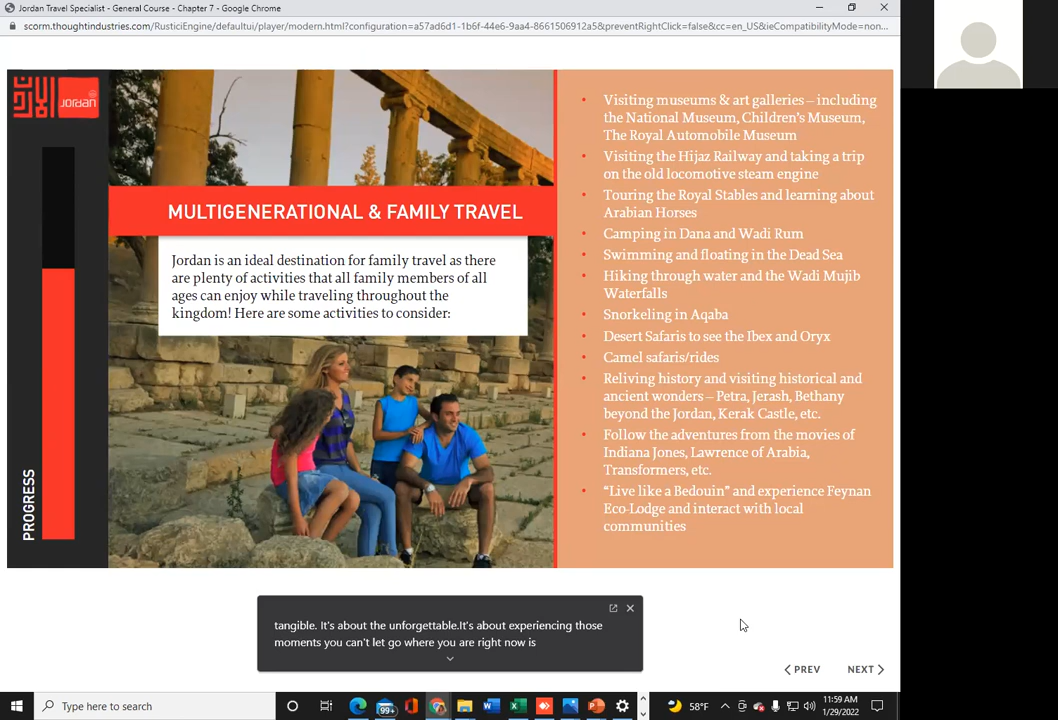 Jordan Travel Specialist - General Course - Chapter 7 - Google Chrome
scorm.thoughtindustries.com/RusticiEngine/defaultui/player/modern.html?configuration=a57ad6d1-1b6f-44e6-9aa4-8661506912a5&preventRightClick=false&cc=en_US&ieCompatibilityMode=non...
Jordan
PROGRESS
MULTIGENERATIONAL & FAMILY TRAVEL
Jordan is an ideal destination for family travel as there
are plenty of activities that all family members of all
ages can enjoy while traveling throughout the
kingdom! Here are some activities to consider:
• Visiting museums & art galleries – including
the National Museum, Children's Museum,
The Royal Automobile Museum
• Visiting the Hijaz Railway and taking a trip
on the old locomotive steam engine
• Touring the Royal Stables and learning about
Arabian Horses
• Camping in Dana and Wadi Rum
• Swimming and floating in the Dead Sea
• Hiking through water and the Wadi Mujib
Waterfalls
• Snorkeling in Aqaba
• Desert Safaris to see the Ibex and Oryx
• Camel safaris/rides
• Reliving history and visiting historical and
ancient wonders – Petra, Jerash, Bethany
beyond the Jordan, Kerak Castle, etc.
• Follow the adventures from the movies of
Indiana Jones, Lawrence of Arabia,
Transformers, etc.
• "Live like a Bedouin" and experience Feynan
Eco-Lodge and interact with local
communities
tangible. It's about the unforgettable.It's about experiencing those
moments you can't let go where you are right now is
PREV
NEXT
Type here to search
99+
58°F
11:59 AM
1/29/2022